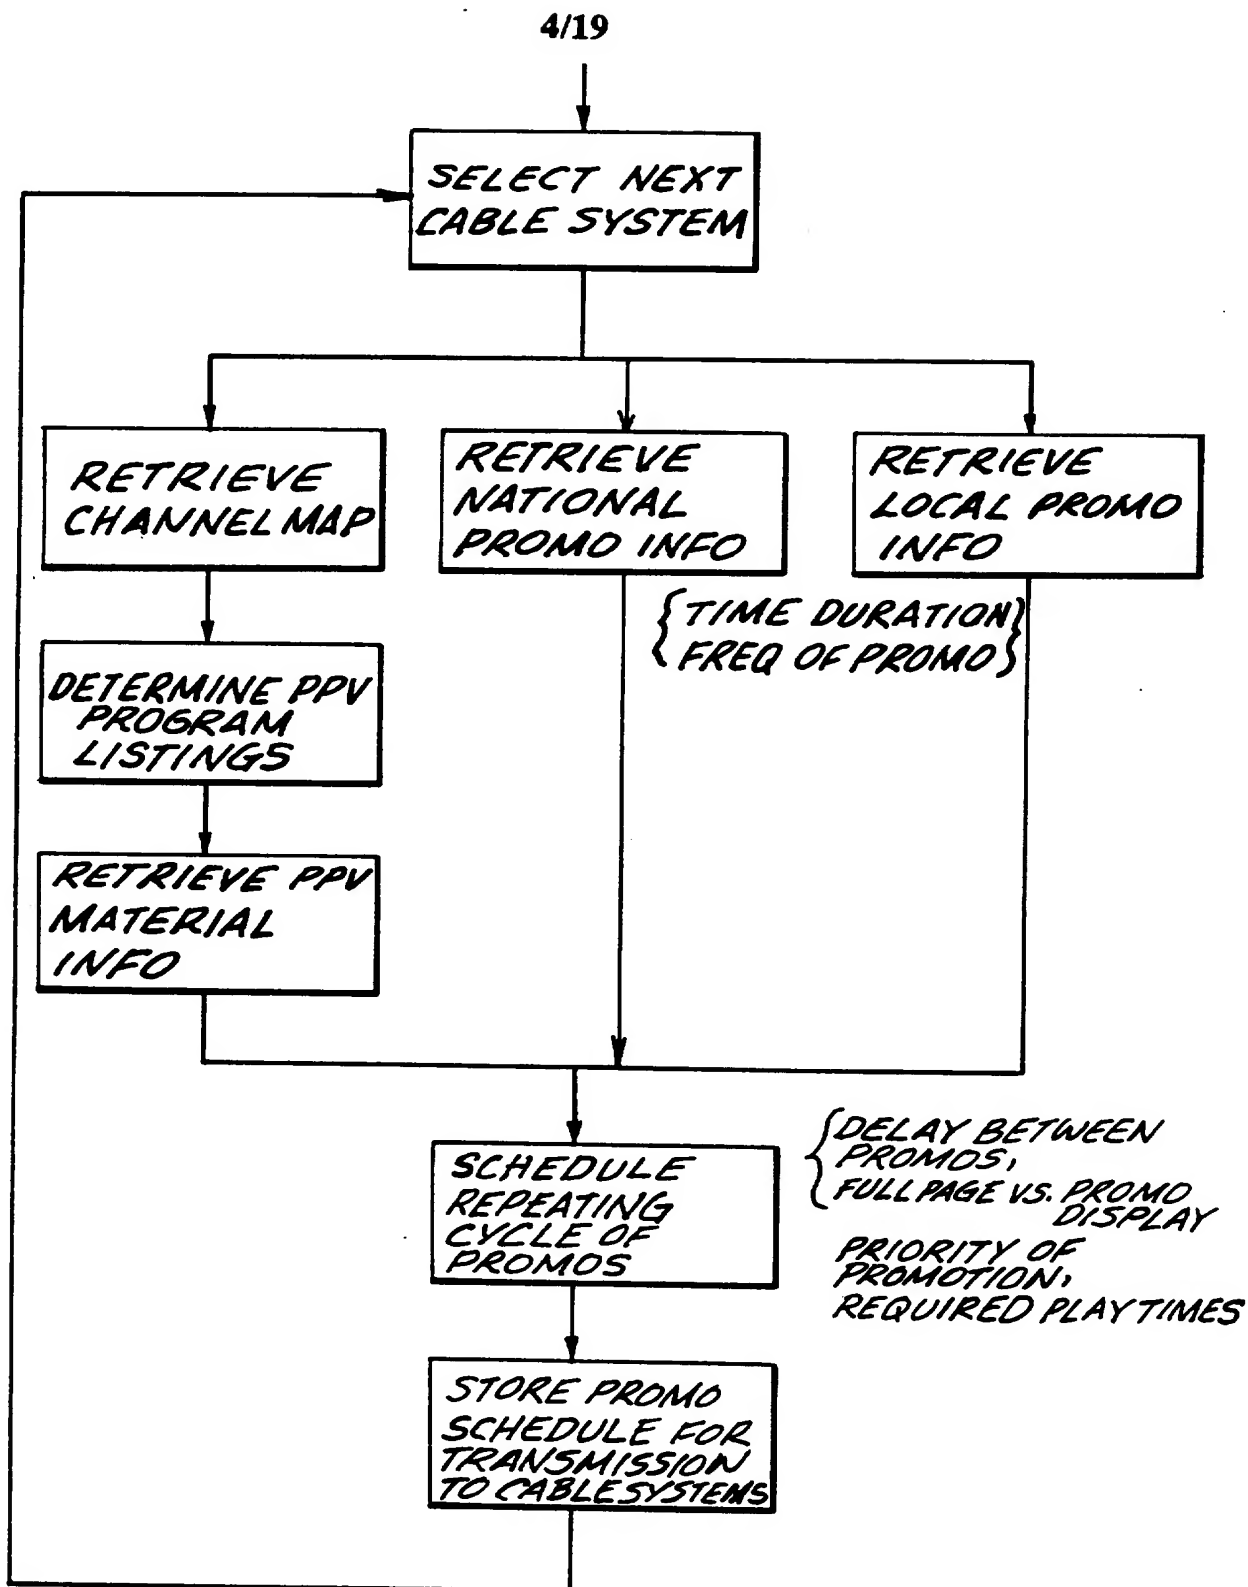 4/19
SELECT NEXT
CABLE SYSTEM
RETRIEVE
CHANNEL MAP
RETRIEVE
NATIONAL
PROMO INFO
RETRIEVE
LOCAL PROMO
INFO
{TIME DURATION}
{FREQ OF PROMO}
DETERMINE PPV
PROGRAM
LISTINGS
RETRIEVE PPV
MATERIAL
INFO
SCHEDULE
REPEATING
CYCLE OF
PROMOS
DELAY BETWEEN
PROMOS,
FULL PAGE VS. PROMO
DISPLAY
PRIORITY OF
PROMOTION,
REQUIRED PLAY TIMES
STORE PROMO
SCHEDULE FOR
TRANSMISSION
TO CABLE SYSTEMS